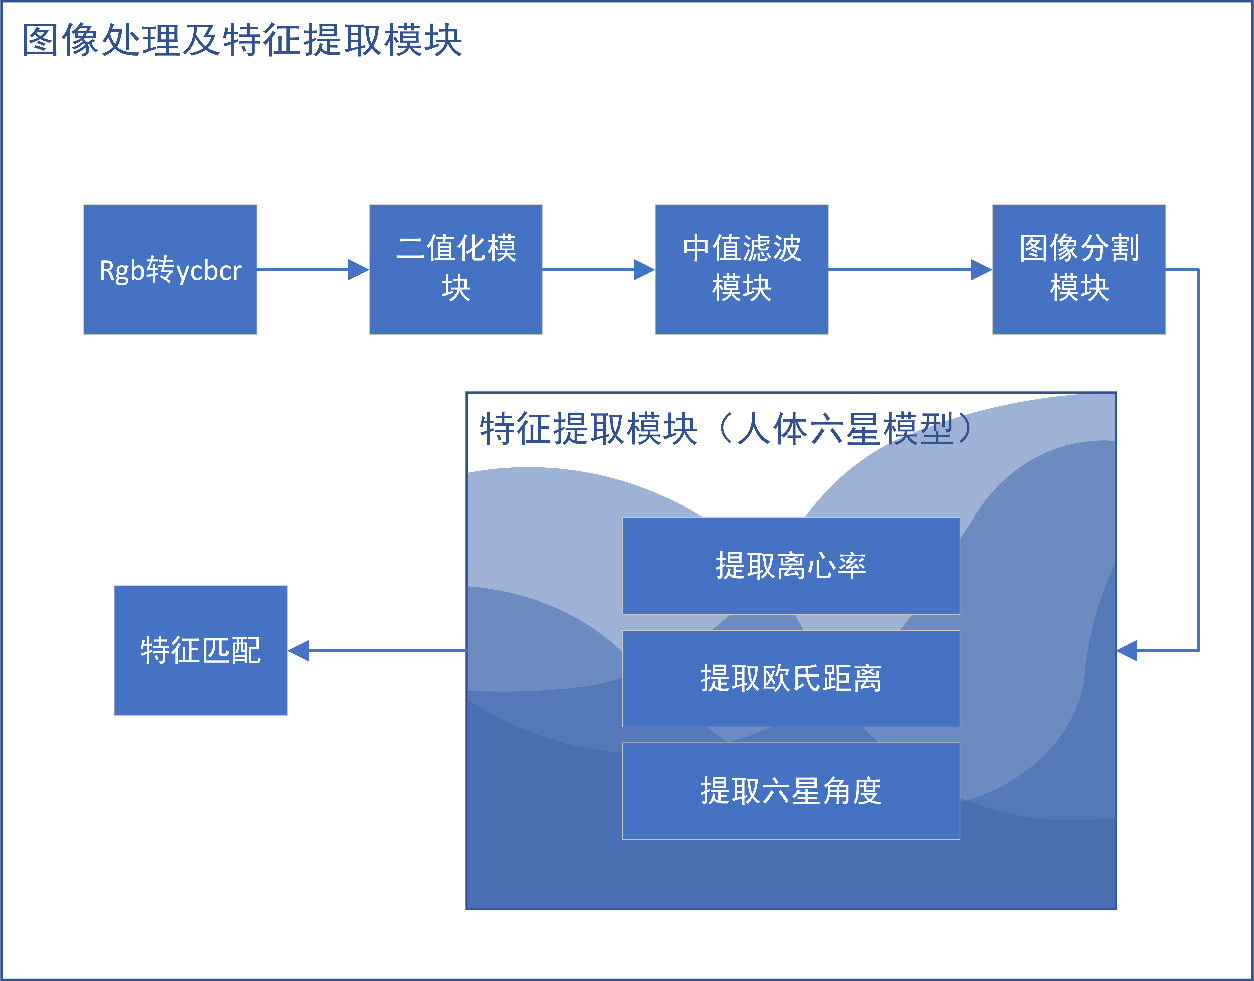 图像处理及特征提取模块
Rgb转ycbcr
二值化模
块
中值滤波
模块
图像分割
模块
特征提取模块（人体六星模型）
提取离心率
提取欧氏距离
提取六星角度
特征匹配